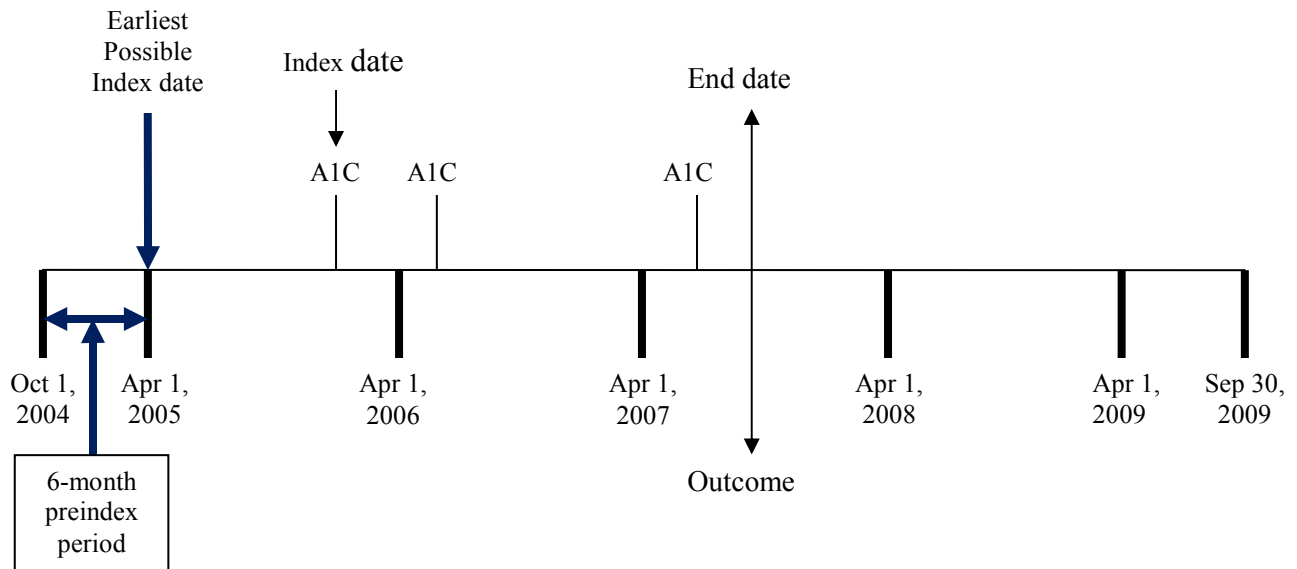 Earliest
Possible
Index date
Index date
End date
A1C
A1C
A1C
Oct 1,
2004
Apr 1,
2005
Apr 1,
2006
Apr 1,
2007
Apr 1,
2008
Apr 1,
2009
Sep 30,
2009
6-month
preindex
period
Outcome